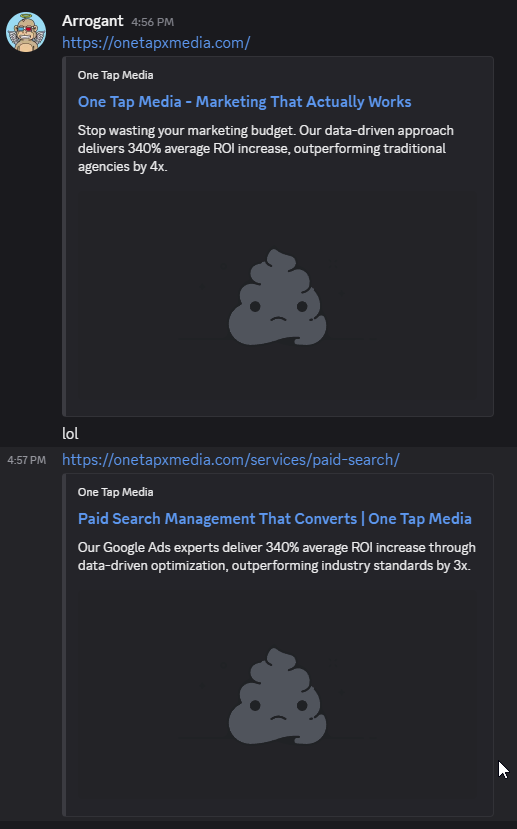 Arrogant 4:56 PM
https://onetapxmedia.com/
One Tap Media
One Tap Media - Marketing That Actually Works
Stop wasting your marketing budget. Our data-driven approach
delivers 340% average ROI increase, outperforming traditional
agencies by 4x.
lol
4:57 PM https://onetapxmedia.com/services/paid-search/
One Tap Media
Paid Search Management That Converts | One Tap Media
Our Google Ads experts deliver 340% average ROI increase through
data-driven optimization, outperforming industry standards by 3x.